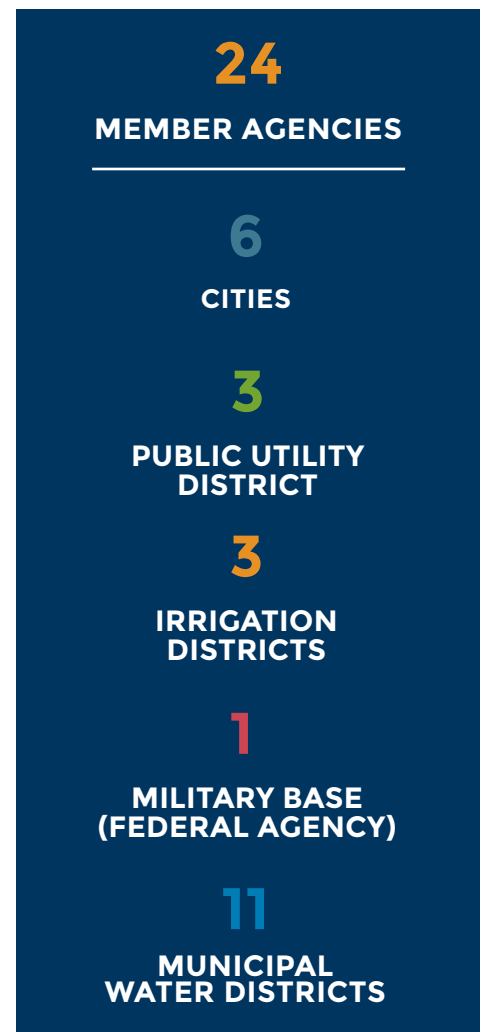 24
MEMBER AGENCIES
6
CITIES
3
PUBLIC UTILITY
DISTRICT
3
IRRIGATION
DISTRICTS
1
MILITARY BASE
(FEDERAL AGENCY)
11
MUNICIPAL
WATER DISTRICTS